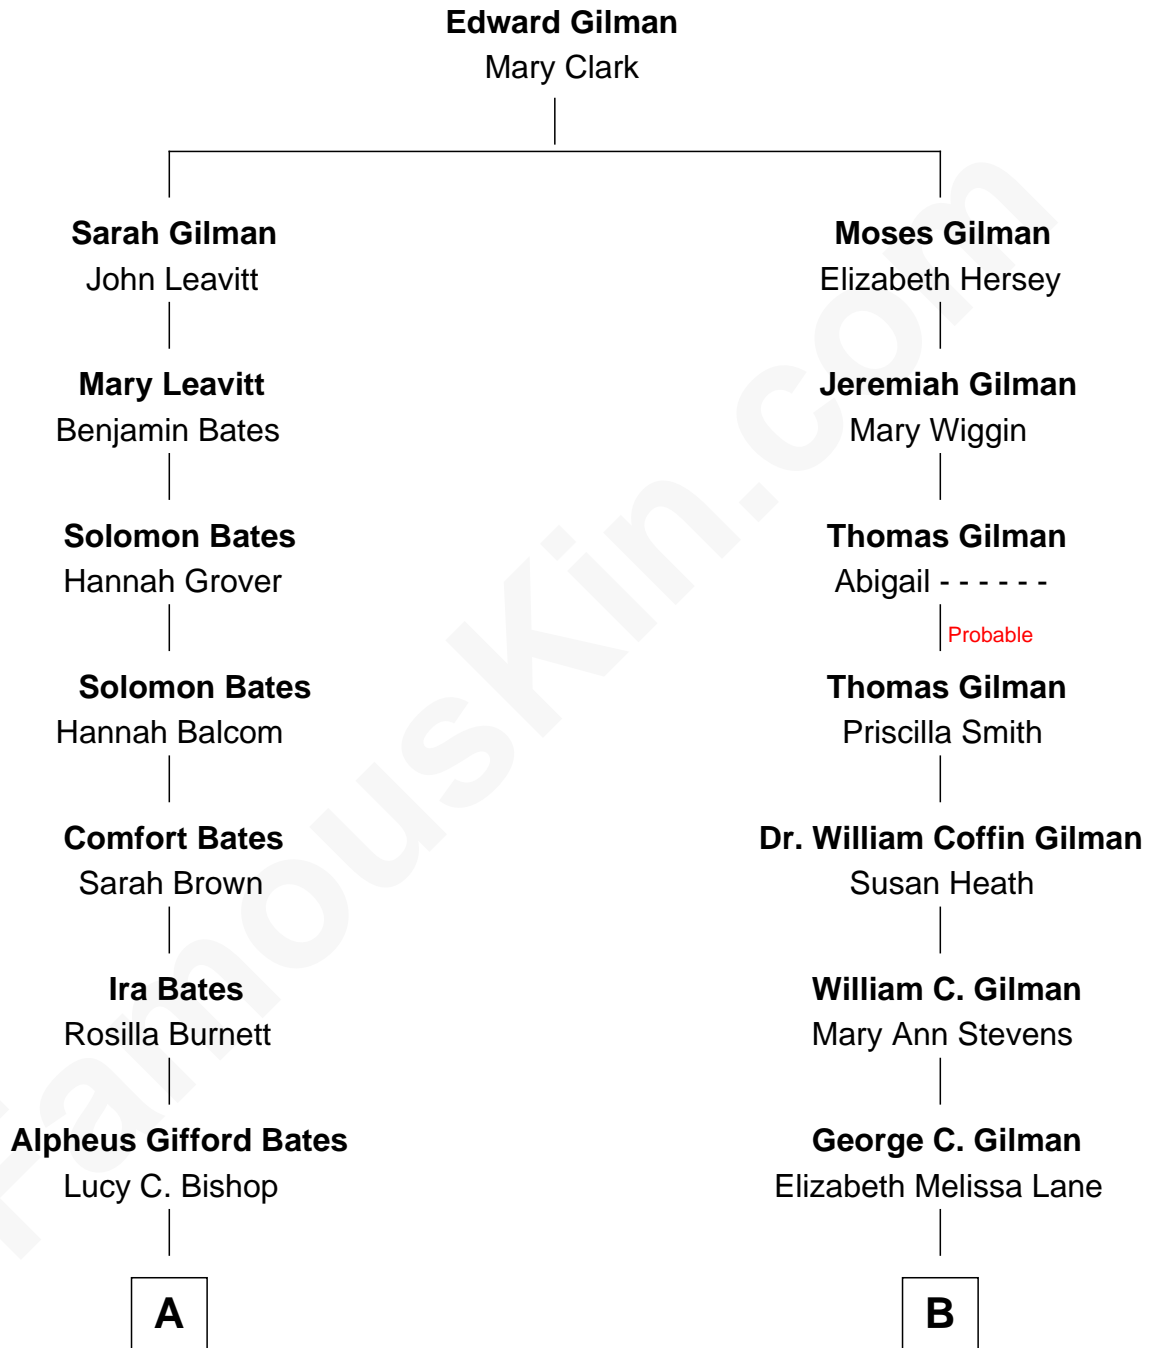 Edward Gilman
Mary Clark
Sarah Gilman
John Leavitt
Moses Gilman
Elizabeth Hersey
Mary Leavitt
Benjamin Bates
Jeremiah Gilman
Mary Wiggin
Solomon Bates
Hannah Grover
Thomas Gilman
Abigail - - - - - -
Probable
Solomon Bates
Hannah Balcom
Thomas Gilman
Priscilla Smith
Comfort Bates
Sarah Brown
Dr. William Coffin Gilman
Susan Heath
Ira Bates
Rosilla Burnett
William C. Gilman
Mary Ann Stevens
Alpheus Gifford Bates
Lucy C. Bishop
George C. Gilman
Elizabeth Melissa Lane
A
B
FamousKin.com